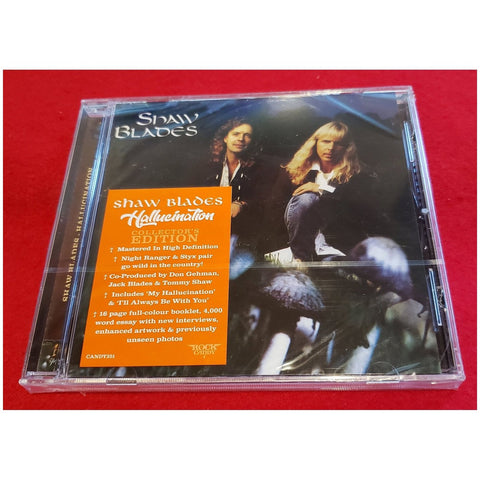 SHAW
BLADES
SHAW BLADES
Hallucination
COLLECTOR'S
EDITION
† Mastered In High Definition
† Night Ranger & Styx pair
go wild in the country!
† Co-Produced by Don Gehman,
Jack Blades & Tommy Shaw
† Includes 'My Hallucination'
& 'I'll Always Be With You'
† 16 page full-colour booklet, 4,000
word essay with new interviews,
enhanced artwork & previously
unseen photos
CANDY351
ROCK
CANDY
SHAW BLADES - HALLUCINATION